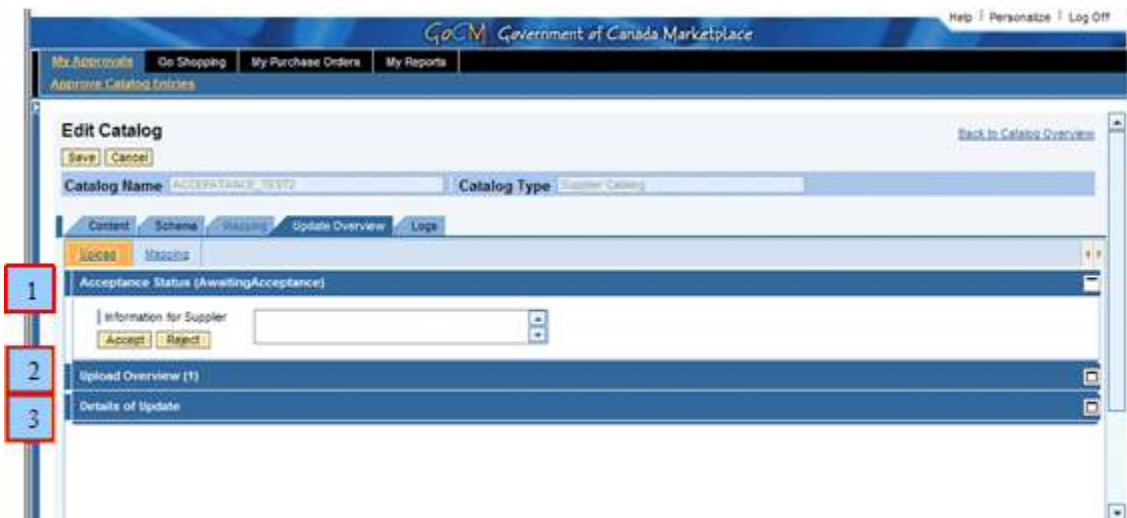 Help | Personalize | Log Off
GoCM Government of Canada Marketplace
My Approvals Go Shopping My Purchase Orders My Reports
Approve Catalog Entries
Edit Catalog
Back to Catalog Overview
Save Cancel
Catalog Name ACCEPATANCE_TEST2 Catalog Type Supplier Catalog
Content Schema Mapping Update Overview Logs
Upload Mapping
1
Acceptance Status (AwaitingAcceptance)
Information for Supplier
Accept Reject
2
Upload Overview (1)
3
Details of Update